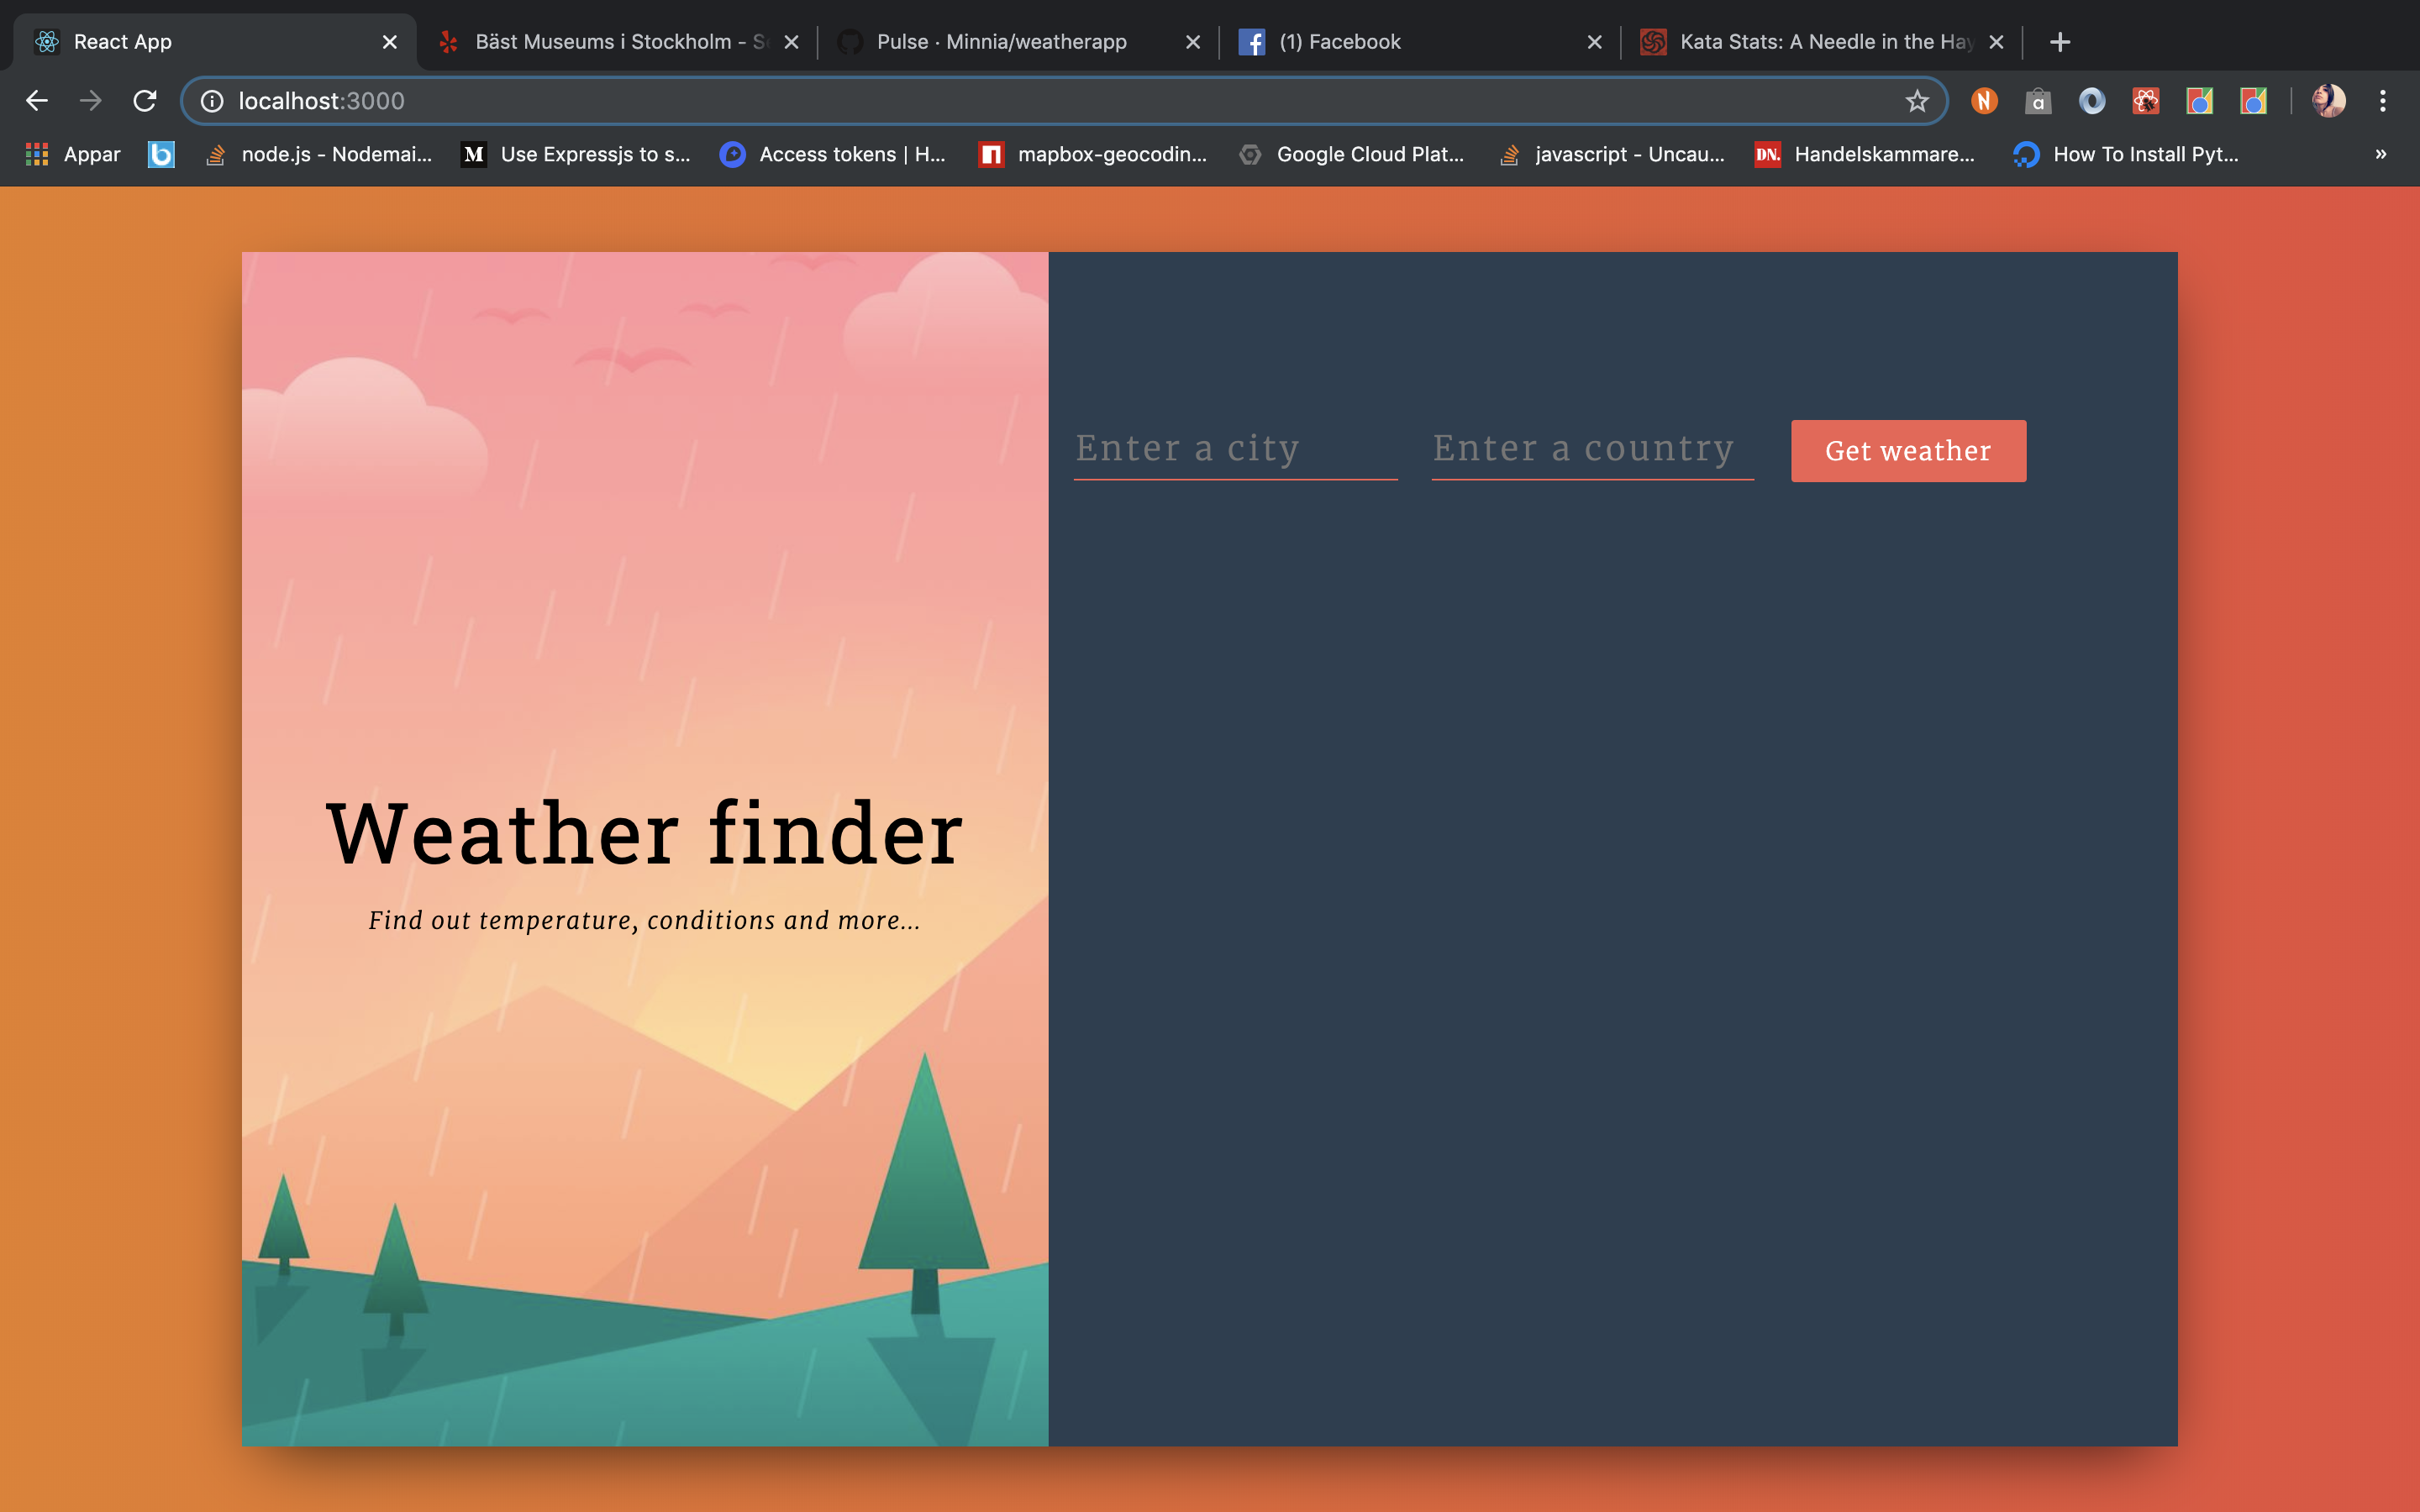 React App
Bäst Museums i Stockholm - S
Pulse · Minnia/weatherapp
(1) Facebook
Kata Stats: A Needle in the Hay
localhost:3000
Appar
node.js - Nodemai...
Use Expressjs to s...
Access tokens | H...
mapbox-geocodin...
Google Cloud Plat...
javascript - Uncau...
DN.
Handelskammare...
How To Install Pyt...
»
Weather finder
Find out temperature, conditions and more...
Enter a city
Enter a country
Get weather